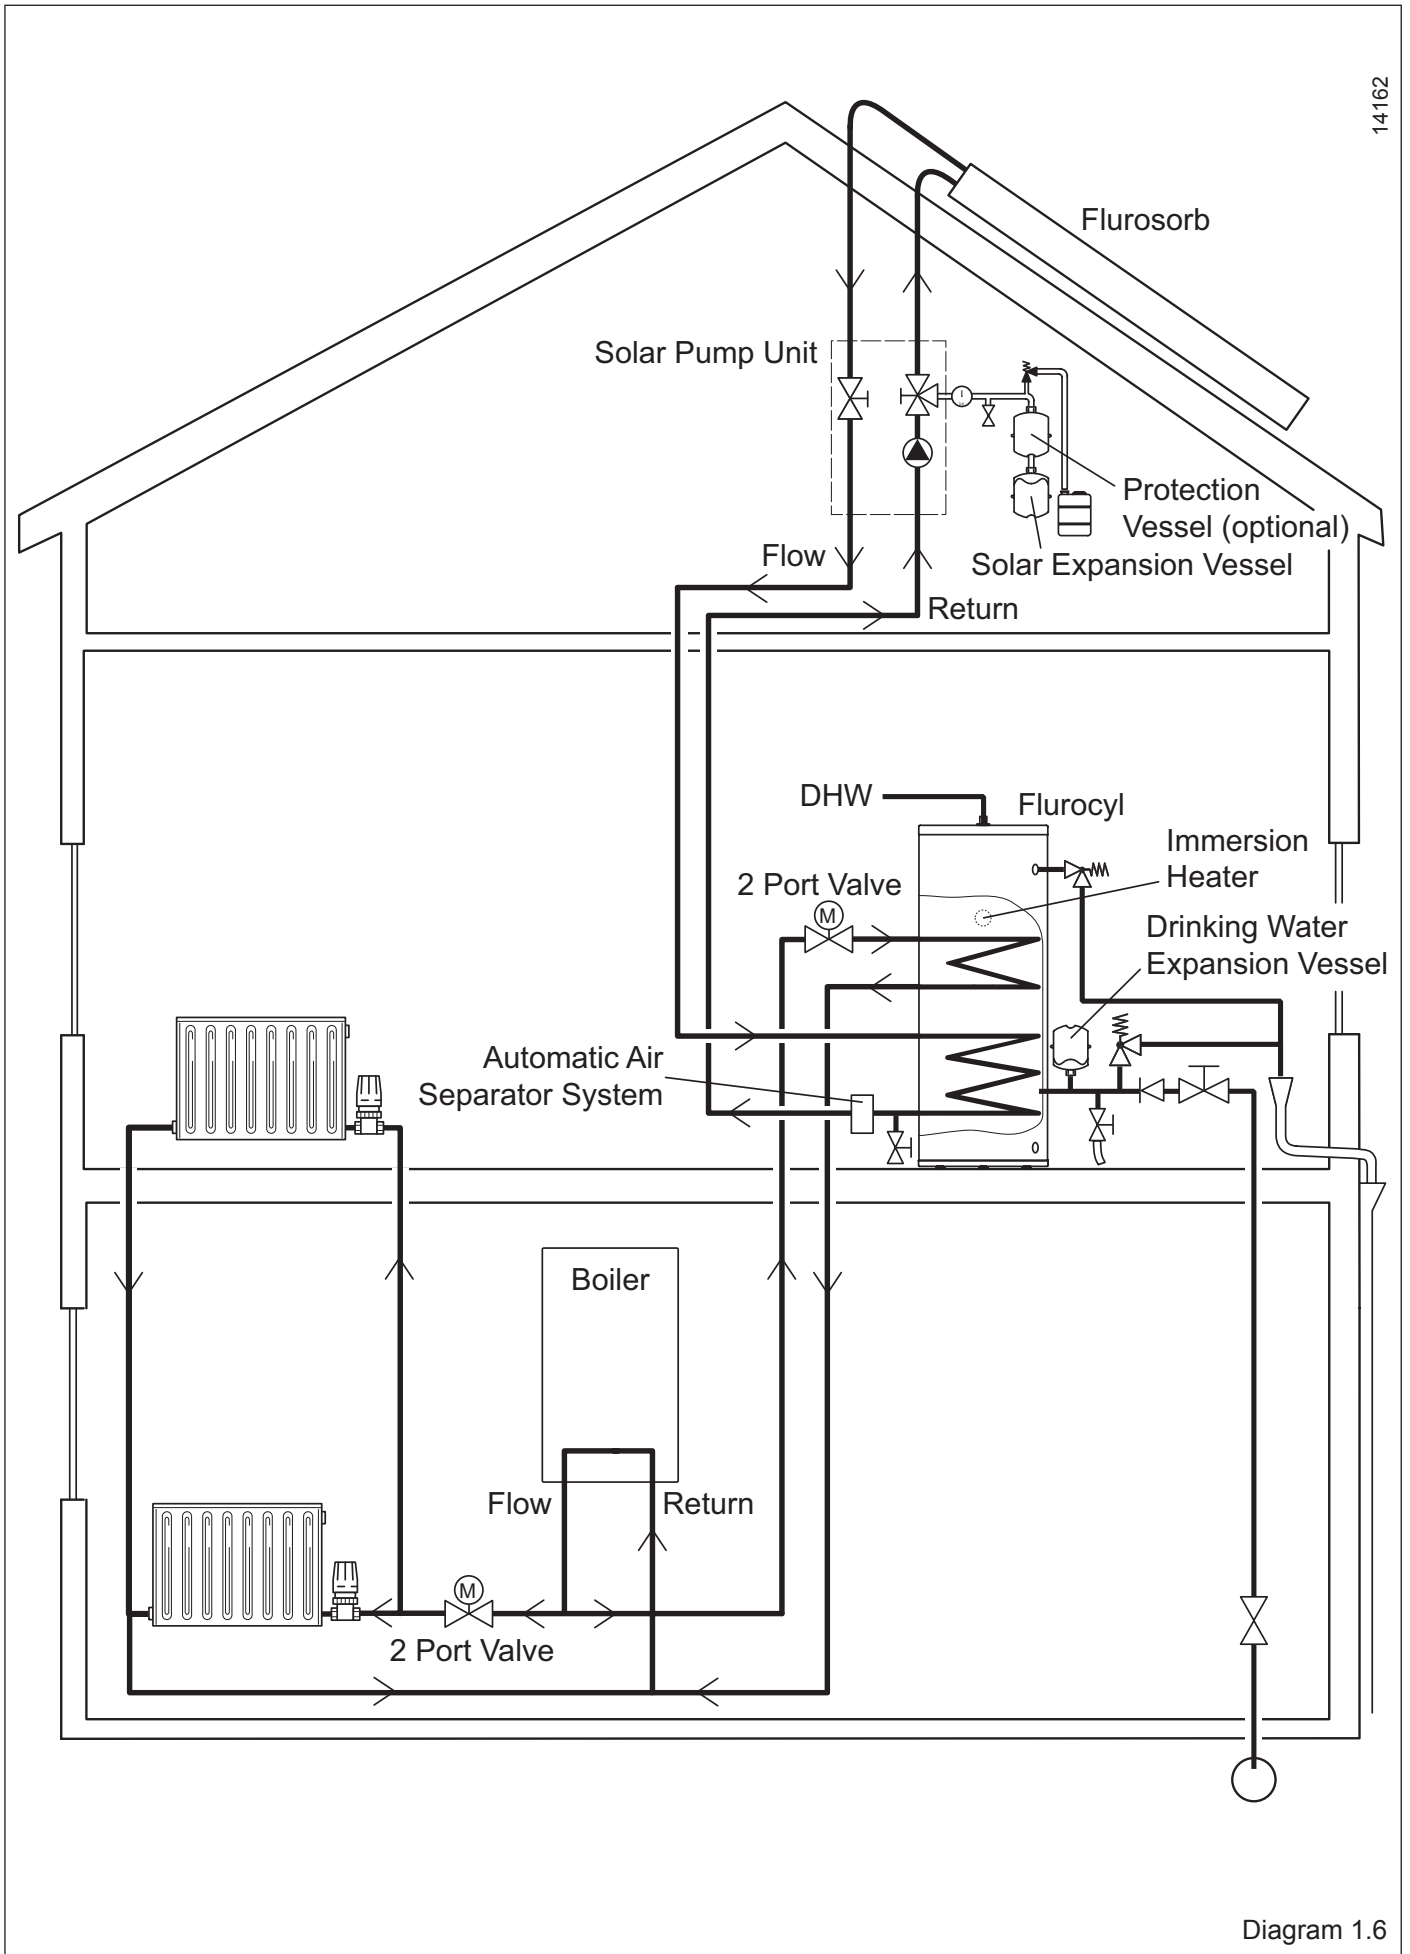 14162
Flurosorb
Solar Pump Unit
Protection
Vessel (optional)
Flow
Solar Expansion Vessel
Return
DHW
Flurocyl
Immersion
Heater
2 Port Valve
M
Drinking Water
Expansion Vessel
Automatic Air
Separator System
Boiler
Flow
Return
M
2 Port Valve
Diagram 1.6